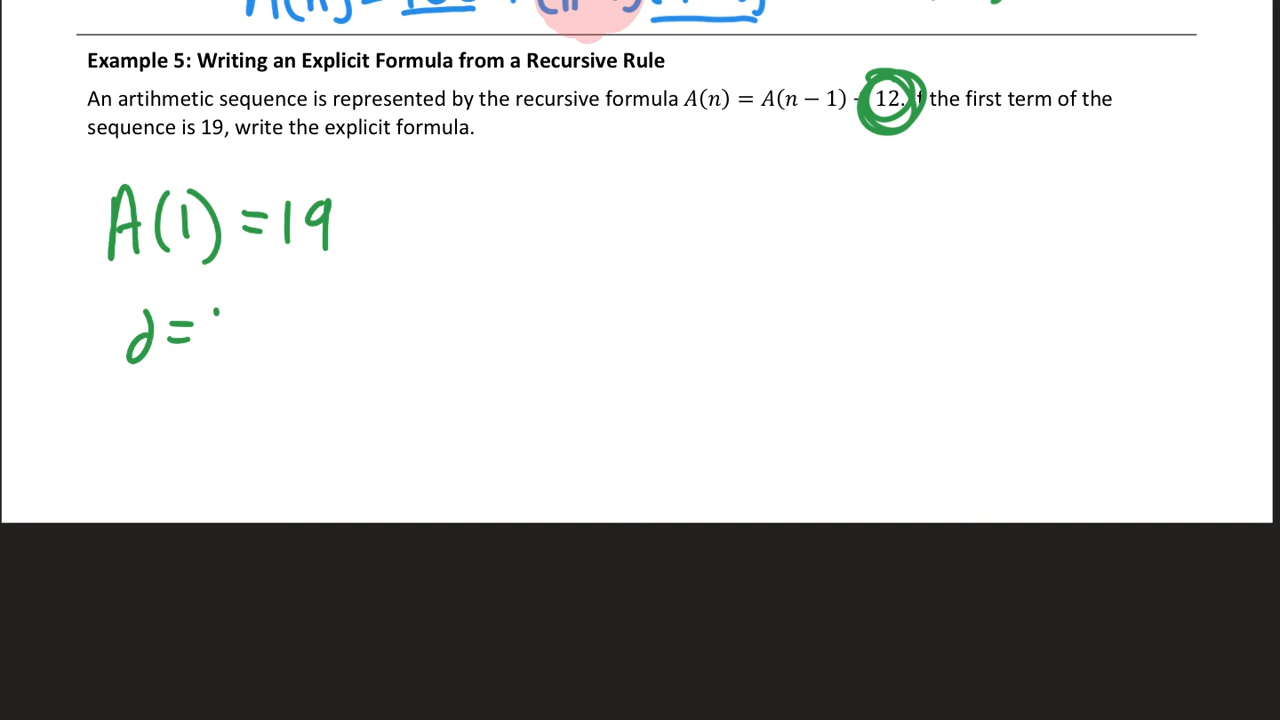 Example 5: Writing an Explicit Formula from a Recursive Rule
An artihmetic sequence is represented by the recursive formula A(n) = A(n − 1) 12. the first term of the
sequence is 19, write the explicit formula.
A(1) = 19
d =